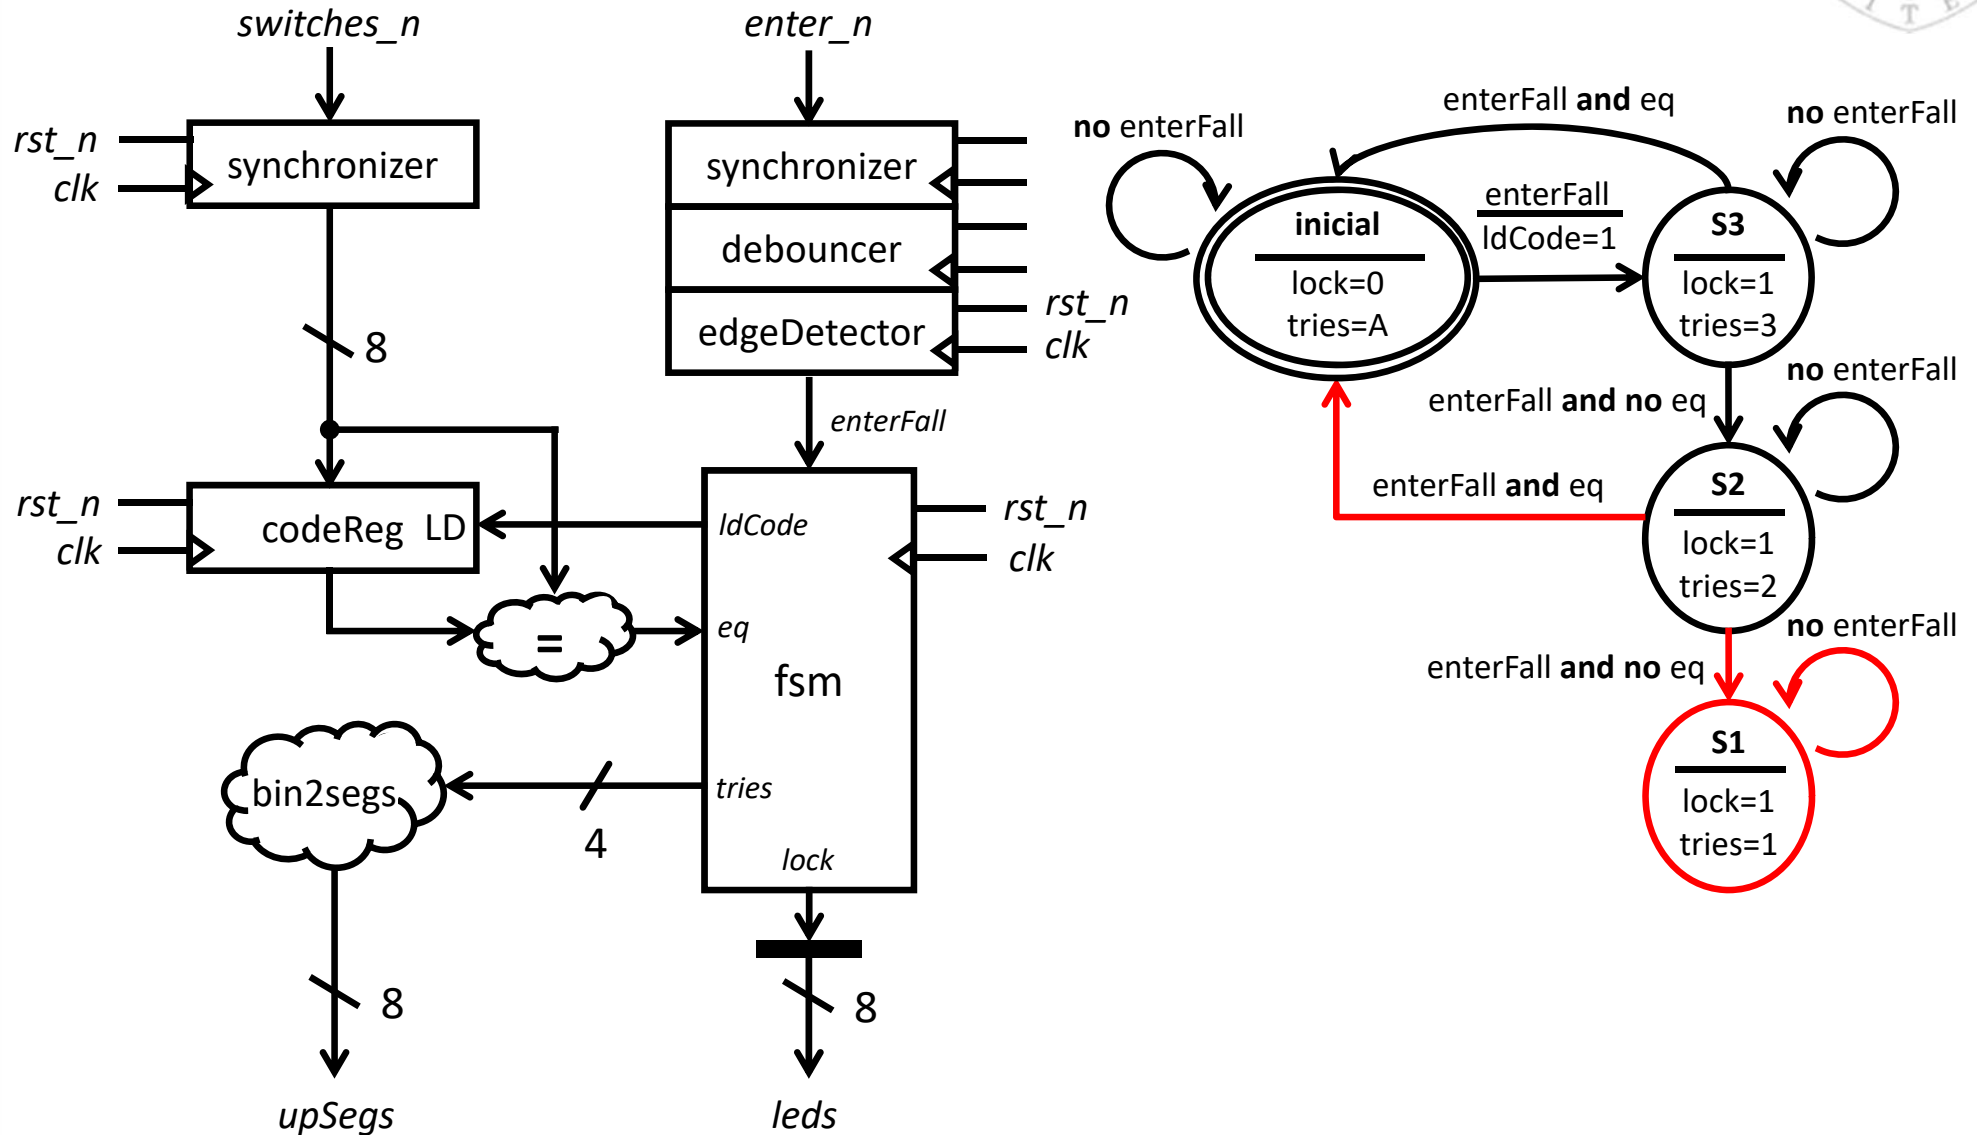 switches_n
rst_n
clk
synchronizer
8
rst_n
clk
codeReg LD
=
bin2segs
8
upSegs
enter_n
synchronizer
debouncer
edgeDetector
rst_n
clk
enterFall
ldCode
eq
fsm
tries
lock
rst_n
clk
4
8
leds
no enterFall
enterFall and eq
no enterFall
inicial
lock=0
tries=A
enterFall
ldCode=1
S3
lock=1
tries=3
enterFall and no eq
no enterFall
enterFall and eq
S2
lock=1
tries=2
enterFall and no eq
no enterFall
S1
lock=1
tries=1
I T E